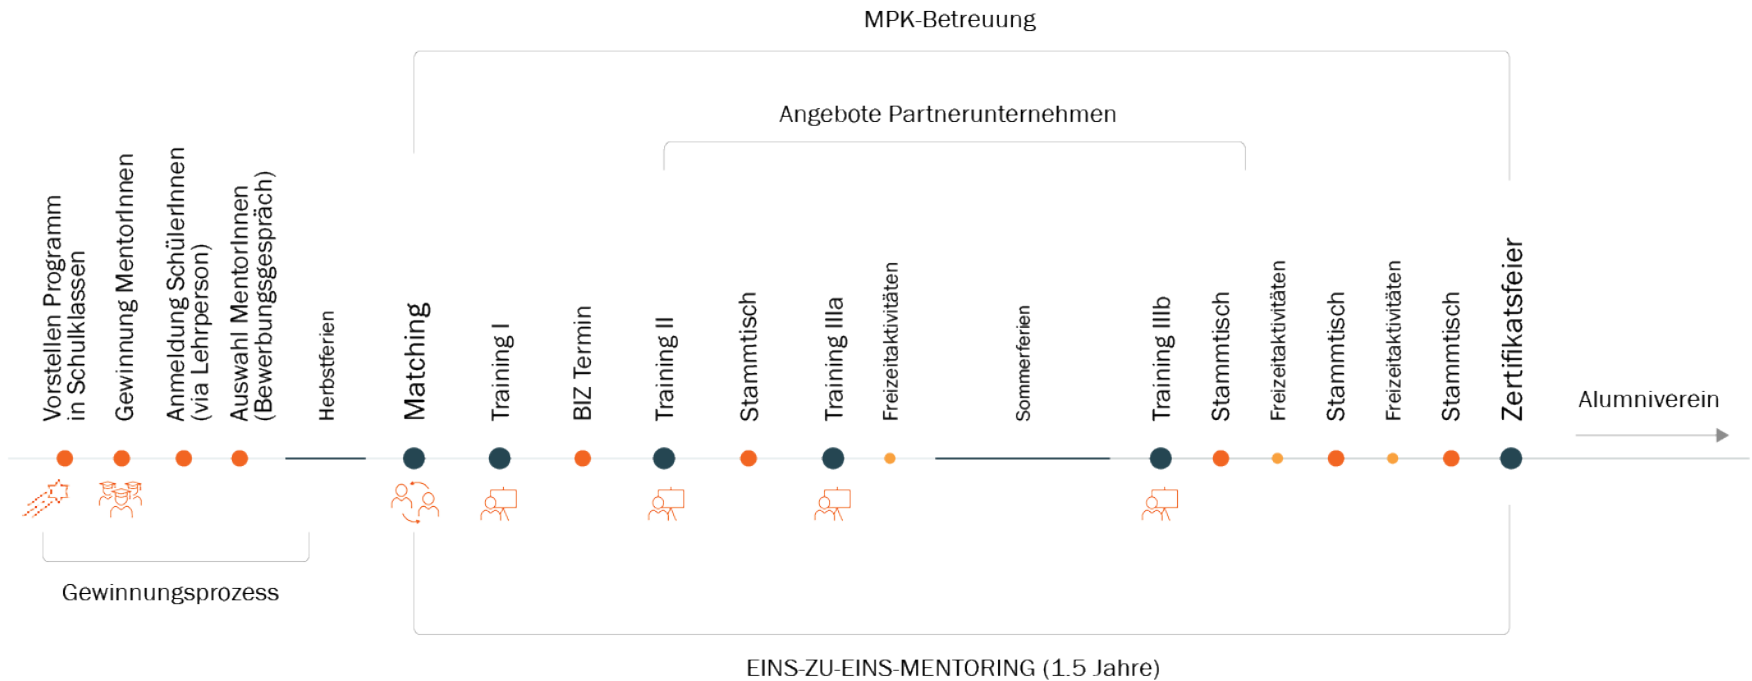 MPK-Betreuung
Angebote Partnerunternehmen
Vorstellen Programm
in Schulklassen
Gewinnung MentorInnen
Anmeldung SchülerInnen
(via Lehrperson)
Auswahl MentorInnen
(Bewerbungsgespräch)
Herbstferien
Matching
Training I
BIZ Termin
Training II
Stammtisch
Training IIIa
Freizeitaktivitäten
Sommerferien
Training IIIb
Stammtisch
Freizeitaktivitäten
Stammtisch
Freizeitaktivitäten
Stammtisch
Zertifikatsfeier
Alumniverein
Gewinnungsprozess
EINS-ZU-EINS-MENTORING (1.5 Jahre)